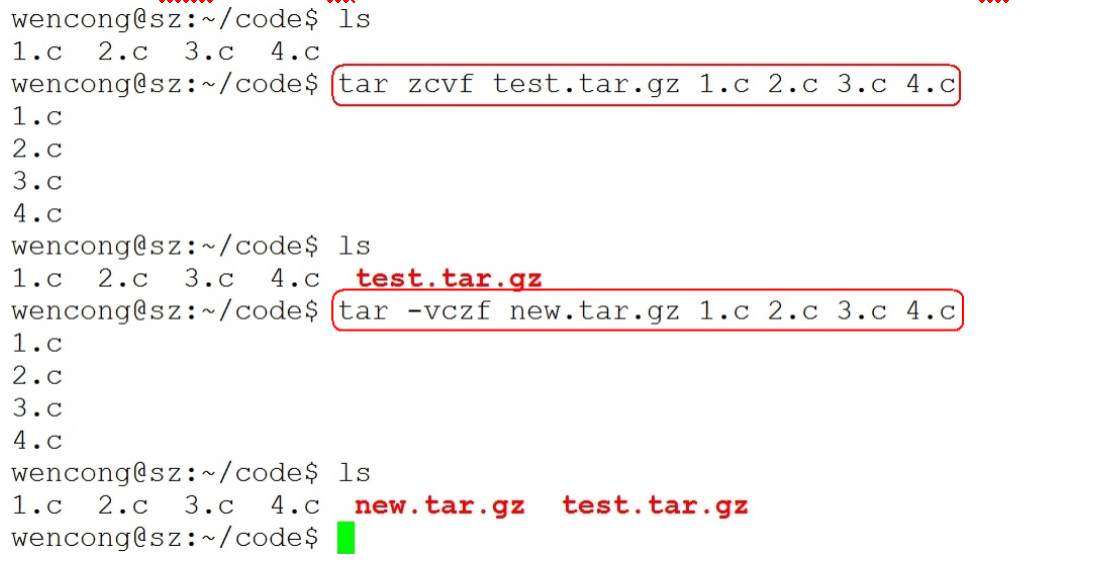 wencong@sz:~/code$ ls
1.c  2.c  3.c  4.c
wencong@sz:~/code$ tar zcvf test.tar.gz 1.c 2.c 3.c 4.c
1.c
2.c
3.c
4.c
wencong@sz:~/code$ ls
1.c  2.c  3.c  4.c  test.tar.gz
wencong@sz:~/code$ tar -vczf new.tar.gz 1.c 2.c 3.c 4.c
1.c
2.c
3.c
4.c
wencong@sz:~/code$ ls
1.c  2.c  3.c  4.c  new.tar.gz  test.tar.gz
wencong@sz:~/code$